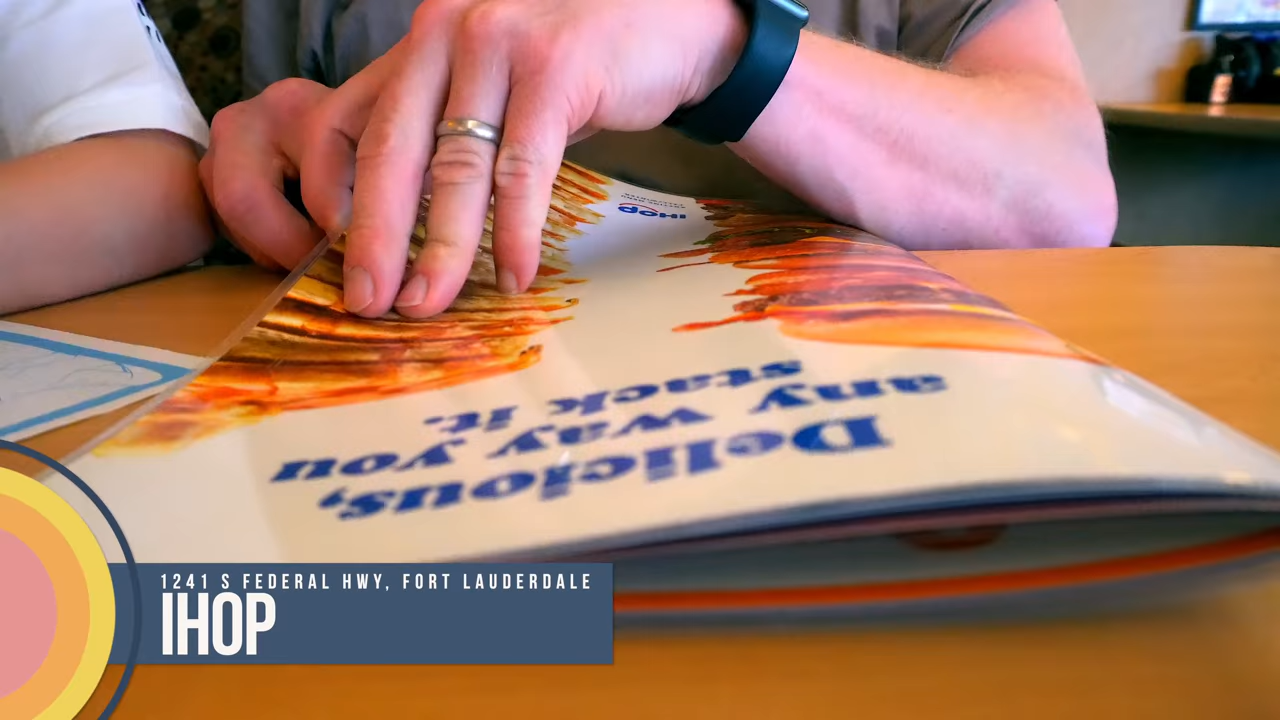 IHOP
Delicious,
any way you
stack it.
1241 S FEDERAL HWY, FORT LAUDERDALE
IHOP